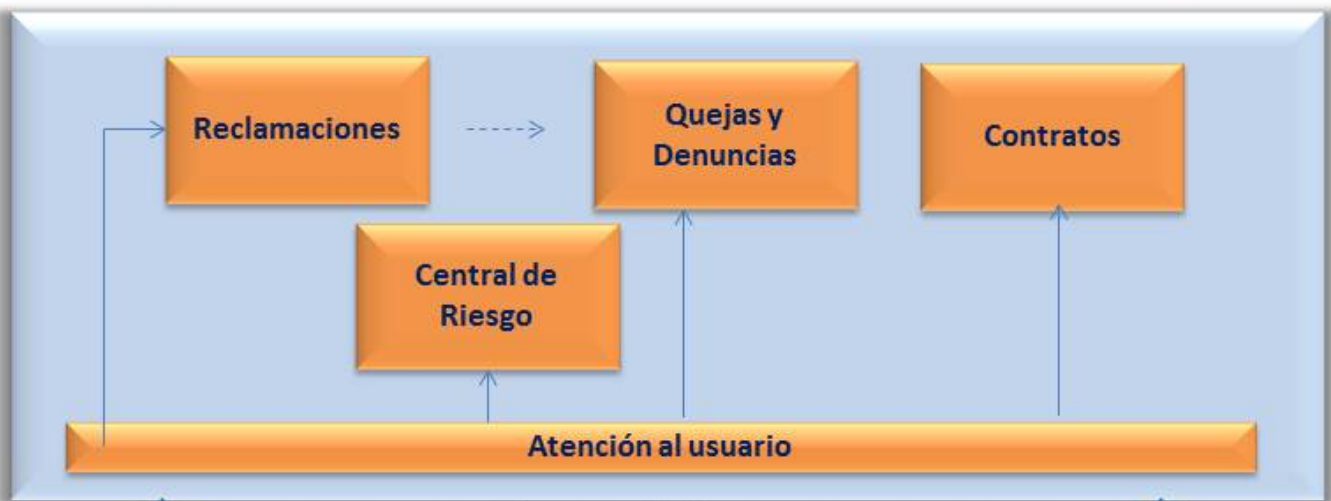 Reclamaciones
Quejas y
Denuncias
Contratos
Central de
Riesgo
Atención al usuario